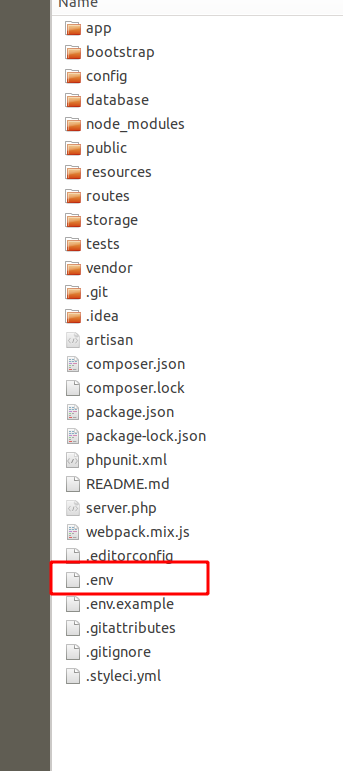 Name
app
bootstrap
config
database
node_modules
public
resources
routes
storage
tests
vendor
.git
.idea
artisan
composer.json
composer.lock
package.json
package-lock.json
phpunit.xml
README.md
server.php
webpack.mix.js
.editorconfig
.env
.env.example
.gitattributes
.gitignore
.styleci.yml